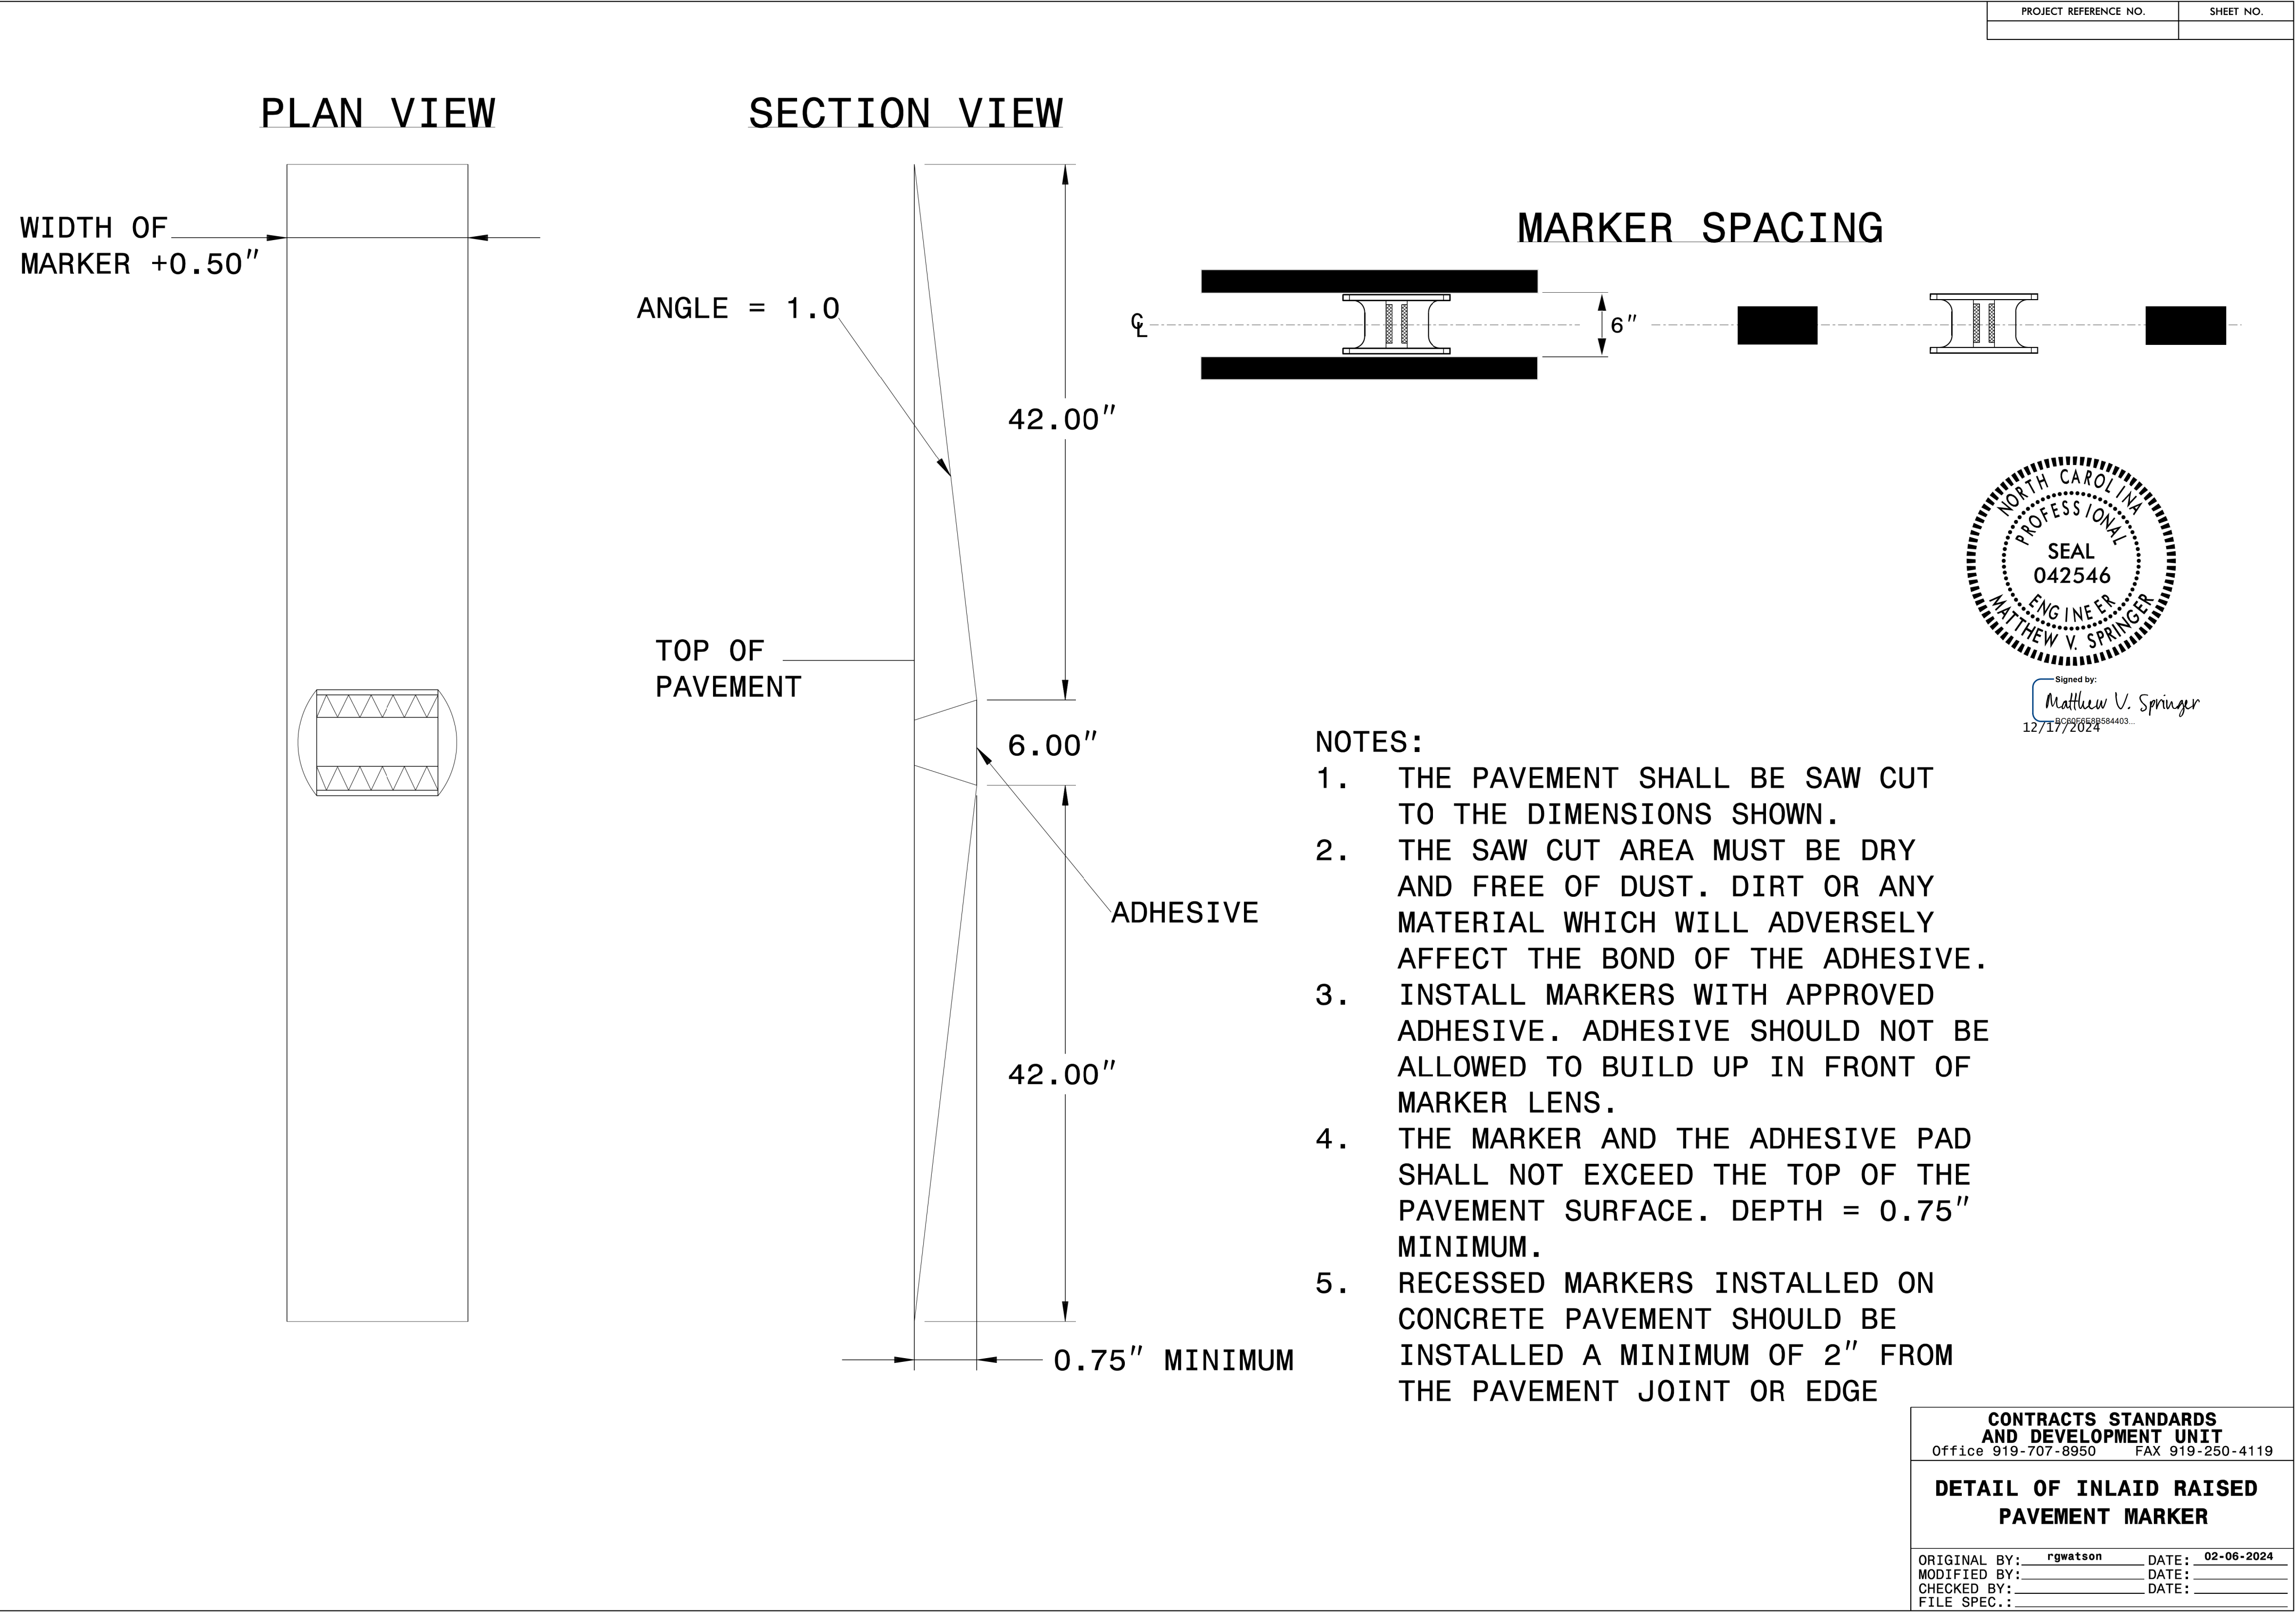 PROJECT REFERENCE NO. SHEET NO.
PLAN VIEW
SECTION VIEW
MARKER SPACING
WIDTH OF
MARKER +0.50"
ANGLE = 1.0
42.00"
TOP OF
PAVEMENT
6.00"
ADHESIVE
42.00"
0.75" MINIMUM
CL
6"
NORTH CAROLINA
PROFESSIONAL
SEAL
042546
ENGINEER
MATTHEW V. SPRINGER
Signed by:
Matthew V. Springer
12/17/2024
NOTES:
1. THE PAVEMENT SHALL BE SAW CUT
TO THE DIMENSIONS SHOWN.
2. THE SAW CUT AREA MUST BE DRY
AND FREE OF DUST. DIRT OR ANY
MATERIAL WHICH WILL ADVERSELY
AFFECT THE BOND OF THE ADHESIVE.
3. INSTALL MARKERS WITH APPROVED
ADHESIVE. ADHESIVE SHOULD NOT BE
ALLOWED TO BUILD UP IN FRONT OF
MARKER LENS.
4. THE MARKER AND THE ADHESIVE PAD
SHALL NOT EXCEED THE TOP OF THE
PAVEMENT SURFACE. DEPTH = 0.75"
MINIMUM.
5. RECESSED MARKERS INSTALLED ON
CONCRETE PAVEMENT SHOULD BE
INSTALLED A MINIMUM OF 2" FROM
THE PAVEMENT JOINT OR EDGE
CONTRACTS STANDARDS
AND DEVELOPMENT UNIT
Office 919-707-8950 FAX 919-250-4119
DETAIL OF INLAID RAISED
PAVEMENT MARKER
ORIGINAL BY: rgwatson DATE: 02-06-2024
MODIFIED BY: DATE:
CHECKED BY: DATE:
FILE SPEC.: